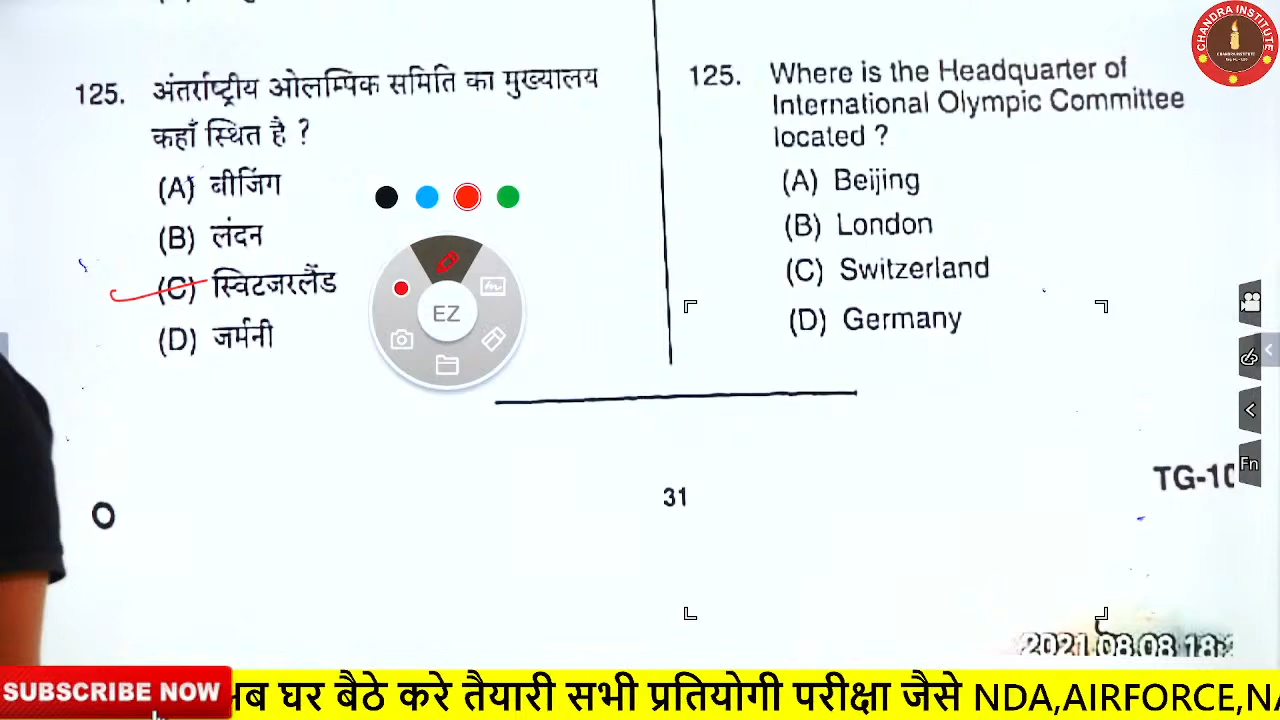 125. अंतर्राष्ट्रीय ओलम्पिक समिति का मुख्यालय
कहाँ स्थित है ?
(A) बीजिंग
(B) लंदन
(C) स्विटजरलैंड
(D) जर्मनी
125. Where is the Headquarter of
International Olympic Committee
located ?
(A) Beijing
(B) London
(C) Switzerland
(D) Germany
EZ
CHANDRA INSTITUTE
Fn
31
TG-10
2021.08.08 18:
SUBSCRIBE NOW
अब घर बैठे करे तैयारी सभी प्रतियोगी परीक्षा जैसे NDA,AIRFORCE,NA